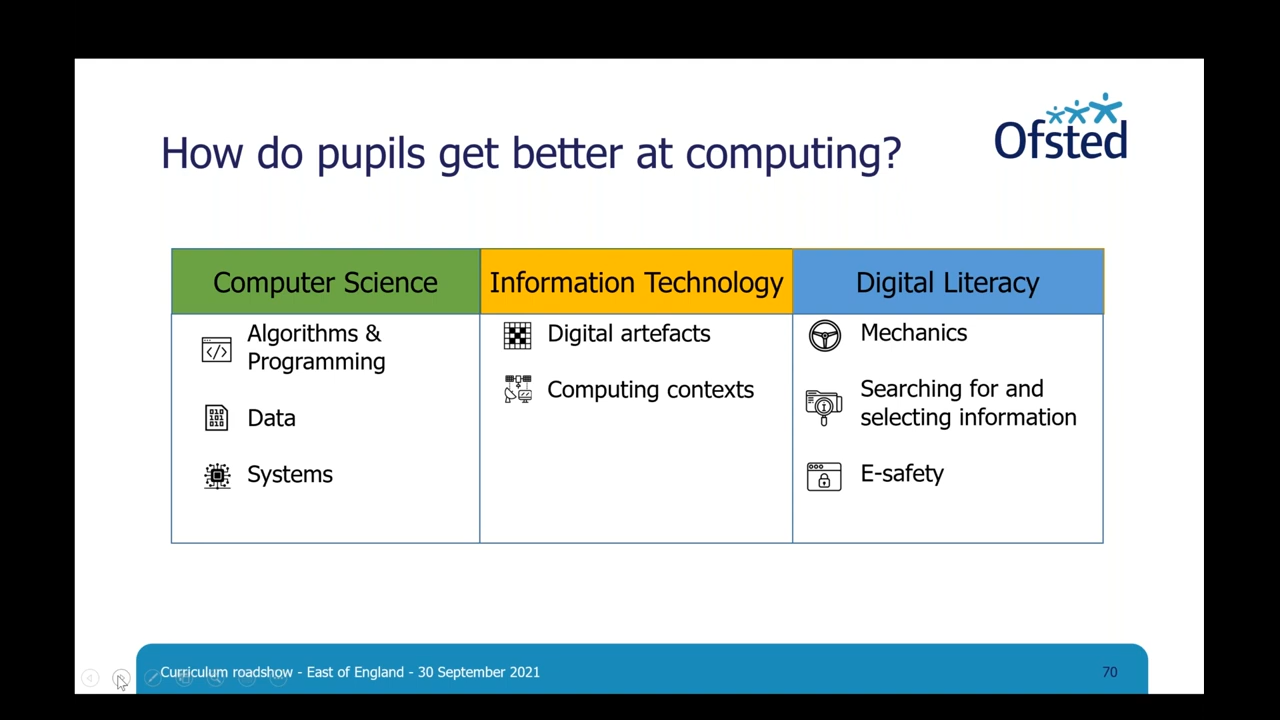 How do pupils get better at computing?
Ofsted
Computer Science
Algorithms &
Programming
Data
Systems
Information Technology
Digital artefacts
Computing contexts
Digital Literacy
Mechanics
Searching for and
selecting information
E-safety
Curriculum roadshow - East of England - 30 September 2021
70